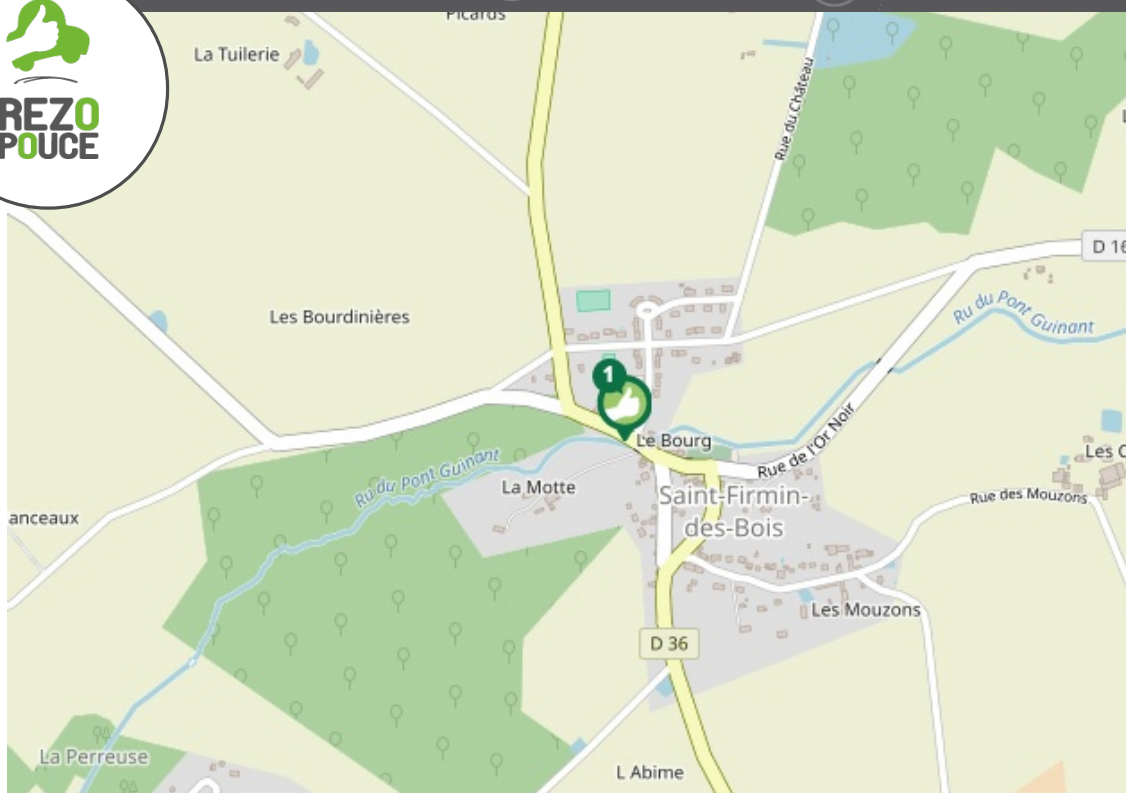 Picards
La Tuilerie
REZO
POUCE
Rue du Château
D 16
Les Bourdinières
Ru du Pont Guinant
1
Le Bourg
Rue de l'Or Noir
Ru du Pont Guinant
La Motte
Saint-Firmin-
des-Bois
Rue des Mouzons
Les C
anceaux
Les Mouzons
D 36
La Perreuse
L Abime